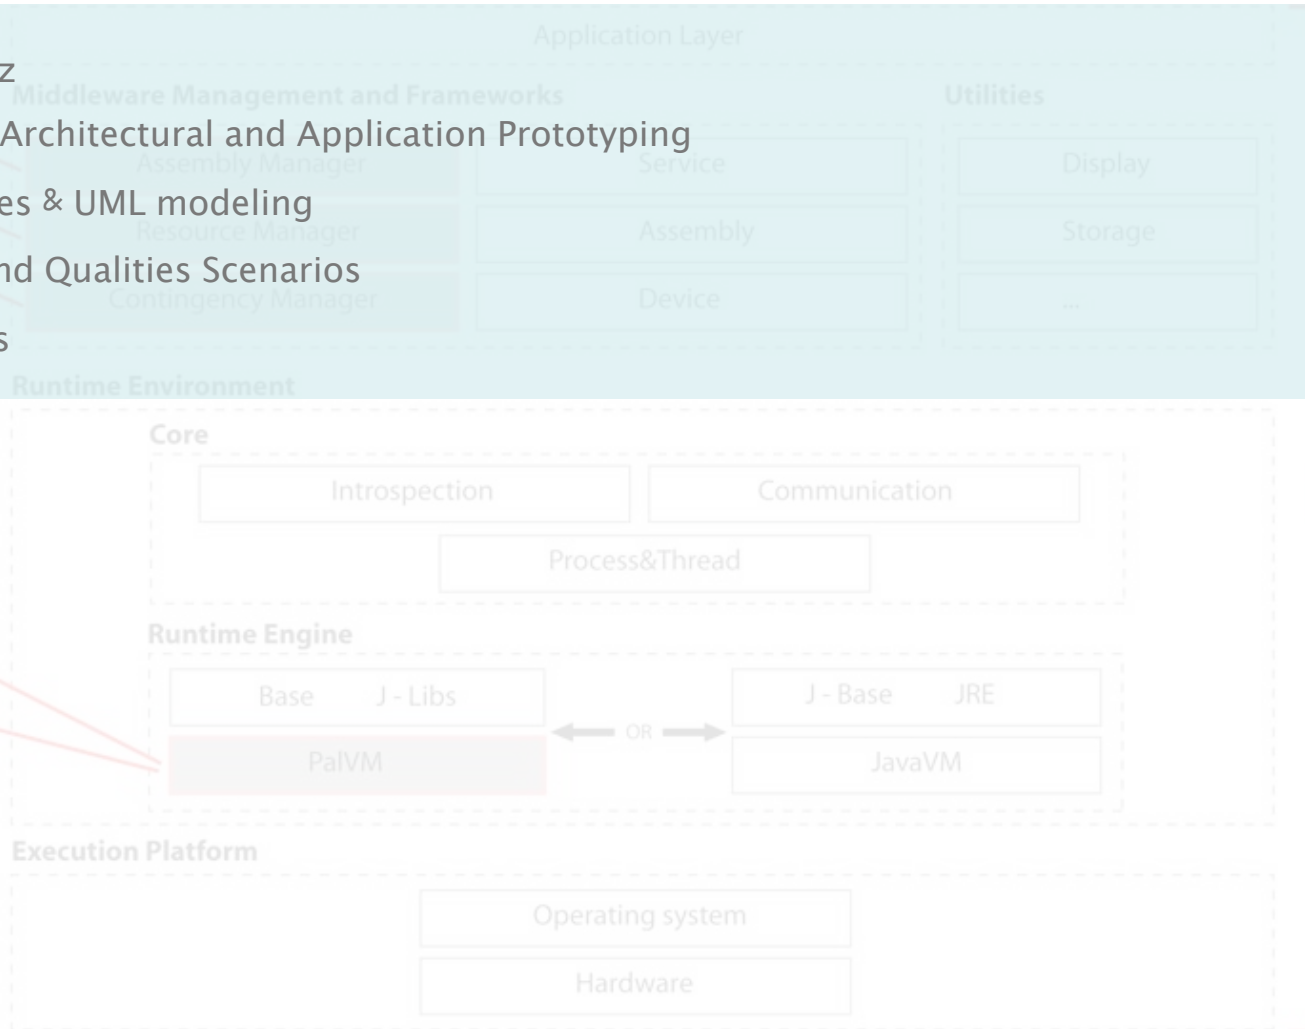 Application Layer
z
Middleware Management and Frameworks Utilities
Architectural and Application Prototyping
Assembly Manager Service Display
es & UML modeling
Resource Manager Assembly Storage
nd Qualities Scenarios
Contingency Manager Device ...
s
Runtime Environment
Core
Introspection Communication
Process&Thread
Runtime Engine
Base J - Libs J - Base JRE
OR
PalVM JavaVM
Execution Platform
Operating system
Hardware